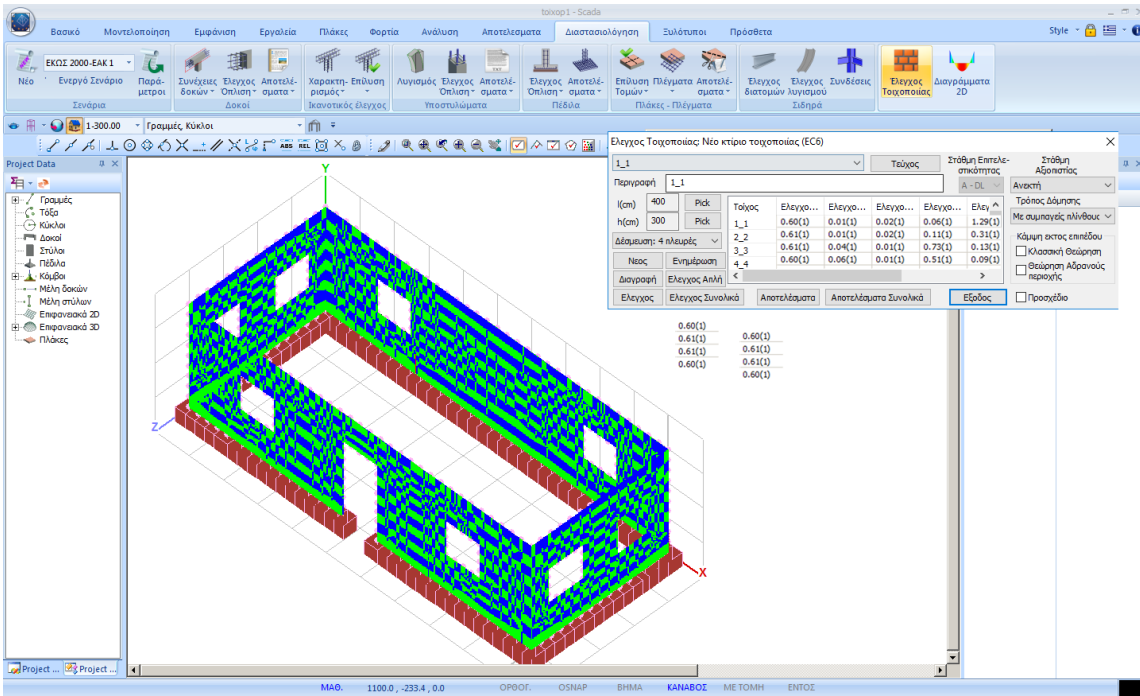 toixop1 - Scada
Βασικό Μοντελοποίηση Εμφάνιση Εργαλεία Πλάκες Φορτία Ανάλυση Αποτελεσματα Διαστασιολόγηση Ξυλότυποι Πρόσθετα Style
ΕΚΩΣ 2000-ΕΑΚ 1
Νέο Ενεργό Σενάριο Παρά-μετροι
Συνέχειες δοκών Έλεγχος Όπλιση Αποτελέ-σματα
Χαρακτη-ρισμός Επίλυση
Λυγισμός Έλεγχος Όπλιση Αποτελέ-σματα
Έλεγχος Όπλιση Αποτελέ-σματα
Επίλυση Τομών Πλέγματα Αποτελέ-σματα
Έλεγχος διατομών Έλεγχος λυγισμού Συνδέσεις
Έλεγχος Τοιχοποιίας Διαγράμματα 2D
Σενάρια Δοκοί Ικανοτικός έλεγχος Υποστυλώματα Πέδιλα Πλάκες - Πλέγματα Σιδηρά
1-300.00 Γραμμές, Κύκλοι
ABS REL
Project Data
Γραμμές
Τόξα
Κύκλοι
Δοκοί
Στύλοι
Πέδιλα
Κόμβοι
Μέλη δοκών
Μέλη στύλων
Επιφανειακά 2D
Επιφανειακά 3D
Πλάκες
Project ... Project ...
Y
Z
X
Ελεγχος Τοιχοποιίας: Νέο κτίριο τοιχοποιίας (EC6)
1_1 Τεύχος
Στάθμη Επιτελε-στικότητας
Στάθμη Αξιοπιστίας
Περιγραφή 1_1 A - DL Ανεκτή
l(cm) 400 Pick
h(cm) 300 Pick
Τρόπος Δόμησης
Με συμπαγείς πλίνθους
Δέσμευση: 4 πλευρές
Νεος Ενημέρωση
Διαγραφή Ελεγχος Απλή
Τοίχος Ελεγχο... Ελεγχο... Ελεγχο... Ελεγχο... Ελεγ
1_1 0.60(1) 0.01(1) 0.02(1) 0.06(1) 1.29(1)
2_2 0.61(1) 0.01(1) 0.02(1) 0.11(1) 0.31(1)
3_3 0.61(1) 0.04(1) 0.01(1) 0.73(1) 0.13(1)
4_4 0.60(1) 0.06(1) 0.01(1) 0.51(1) 0.09(1)
Κάμψη εκτος επιπέδου
Κλασσική Θεώρηση
Θεώρηση Αδρανούς περιοχής
Ελεγχος Ελεγχος Συνολικά Αποτελέσματα Αποτελέσματα Συνολικά Εξοδος Προσχέδιο
0.60(1)
0.61(1)
0.61(1)
0.60(1)
0.60(1)
0.61(1)
0.61(1)
0.60(1)
ΜΑΘ. 1100.0 , -233.4 , 0.0 ΟΡΘΟΓ. OSNAP ΒΗΜΑ ΚΑΝΑΒΟΣ ΜΕ ΤΟΜΗ ΕΝΤΟΣ